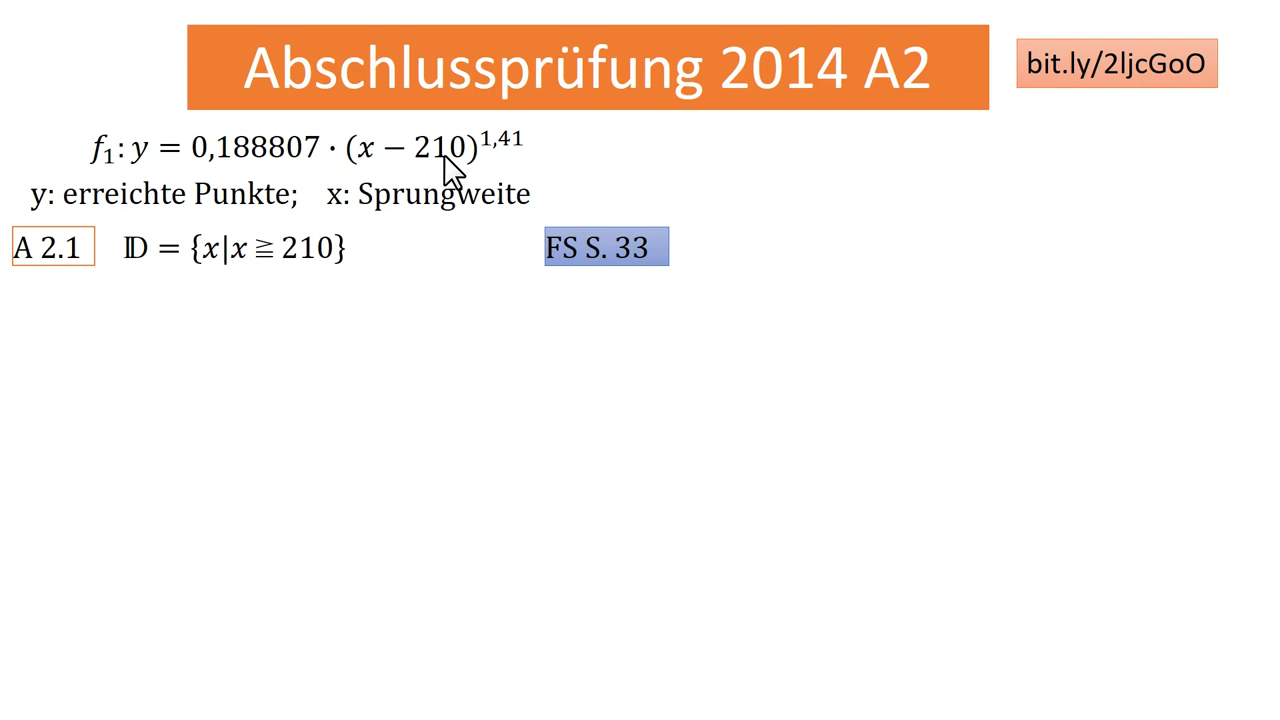 Abschlussprüfung 2014 A2
bit.ly/2ljcGoO
f₁: y = 0,188807 · (x − 210)^1,41
y: erreichte Punkte; x: Sprungweite
A 2.1 𝔻 = {x|x ≧ 210} FS S. 33